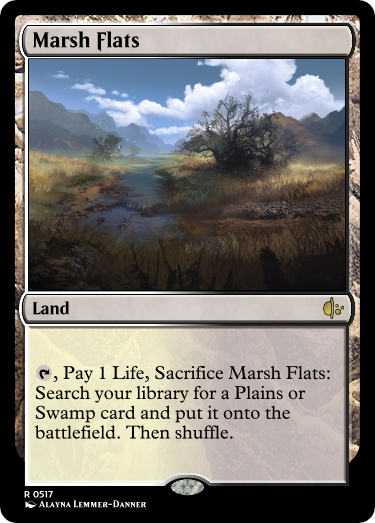 Marsh Flats
Land
, Pay 1 Life, Sacrifice Marsh Flats:
Search your library for a Plains or
Swamp card and put it onto the
battlefield. Then shuffle.
R 0517
Alayna Lemmer-Danner